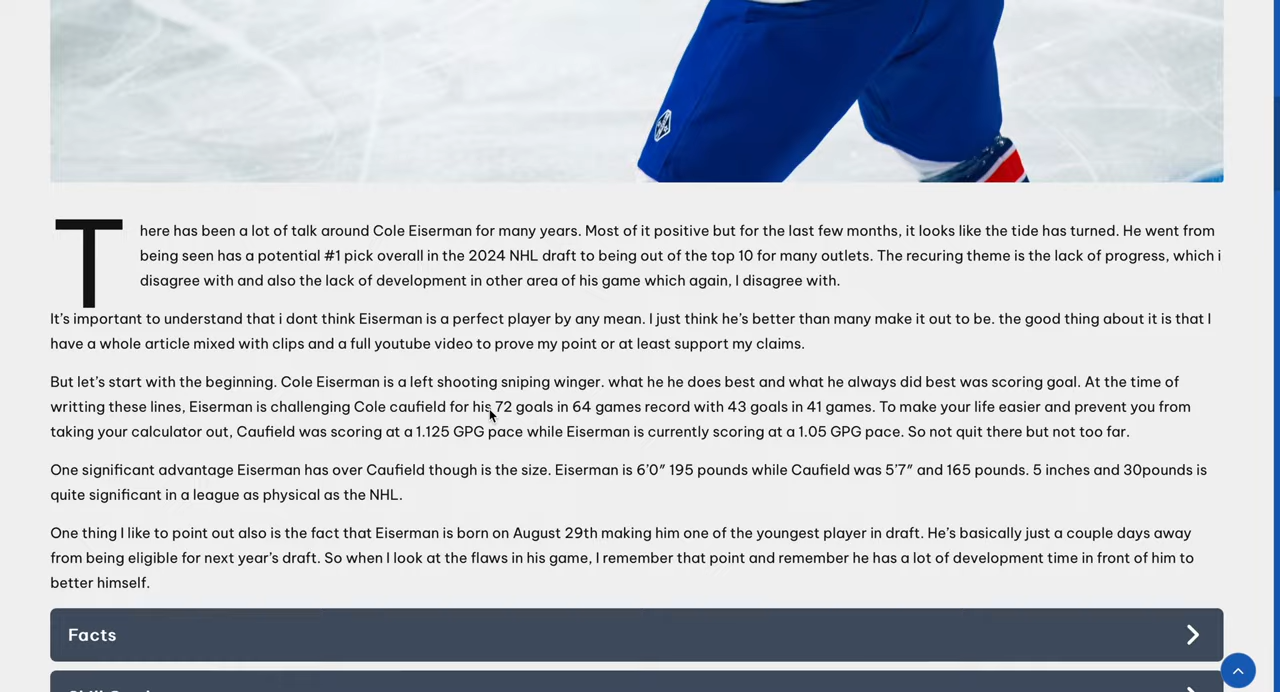 There has been a lot of talk around Cole Eiserman for many years. Most of it positive but for the last few months, it looks like the tide has turned. He went from
being seen has a potential #1 pick overall in the 2024 NHL draft to being out of the top 10 for many outlets. The recuring theme is the lack of progress, which i
disagree with and also the lack of development in other area of his game which again, I disagree with.
It’s important to understand that i dont think Eiserman is a perfect player by any mean. I just think he’s better than many make it out to be. the good thing about it is that I
have a whole article mixed with clips and a full youtube video to prove my point or at least support my claims.
But let’s start with the beginning. Cole Eiserman is a left shooting sniping winger. what he he does best and what he always did best was scoring goal. At the time of
writting these lines, Eiserman is challenging Cole caufield for his 72 goals in 64 games record with 43 goals in 41 games. To make your life easier and prevent you from
taking your calculator out, Caufield was scoring at a 1.125 GPG pace while Eiserman is currently scoring at a 1.05 GPG pace. So not quit there but not too far.
One significant advantage Eiserman has over Caufield though is the size. Eiserman is 6’0″ 195 pounds while Caufield was 5’7″ and 165 pounds. 5 inches and 30pounds is
quite significant in a league as physical as the NHL.
One thing I like to point out also is the fact that Eiserman is born on August 29th making him one of the youngest player in draft. He’s basically just a couple days away
from being eligible for next year’s draft. So when I look at the flaws in his game, I remember that point and remember he has a lot of development time in front of him to
better himself.
Facts